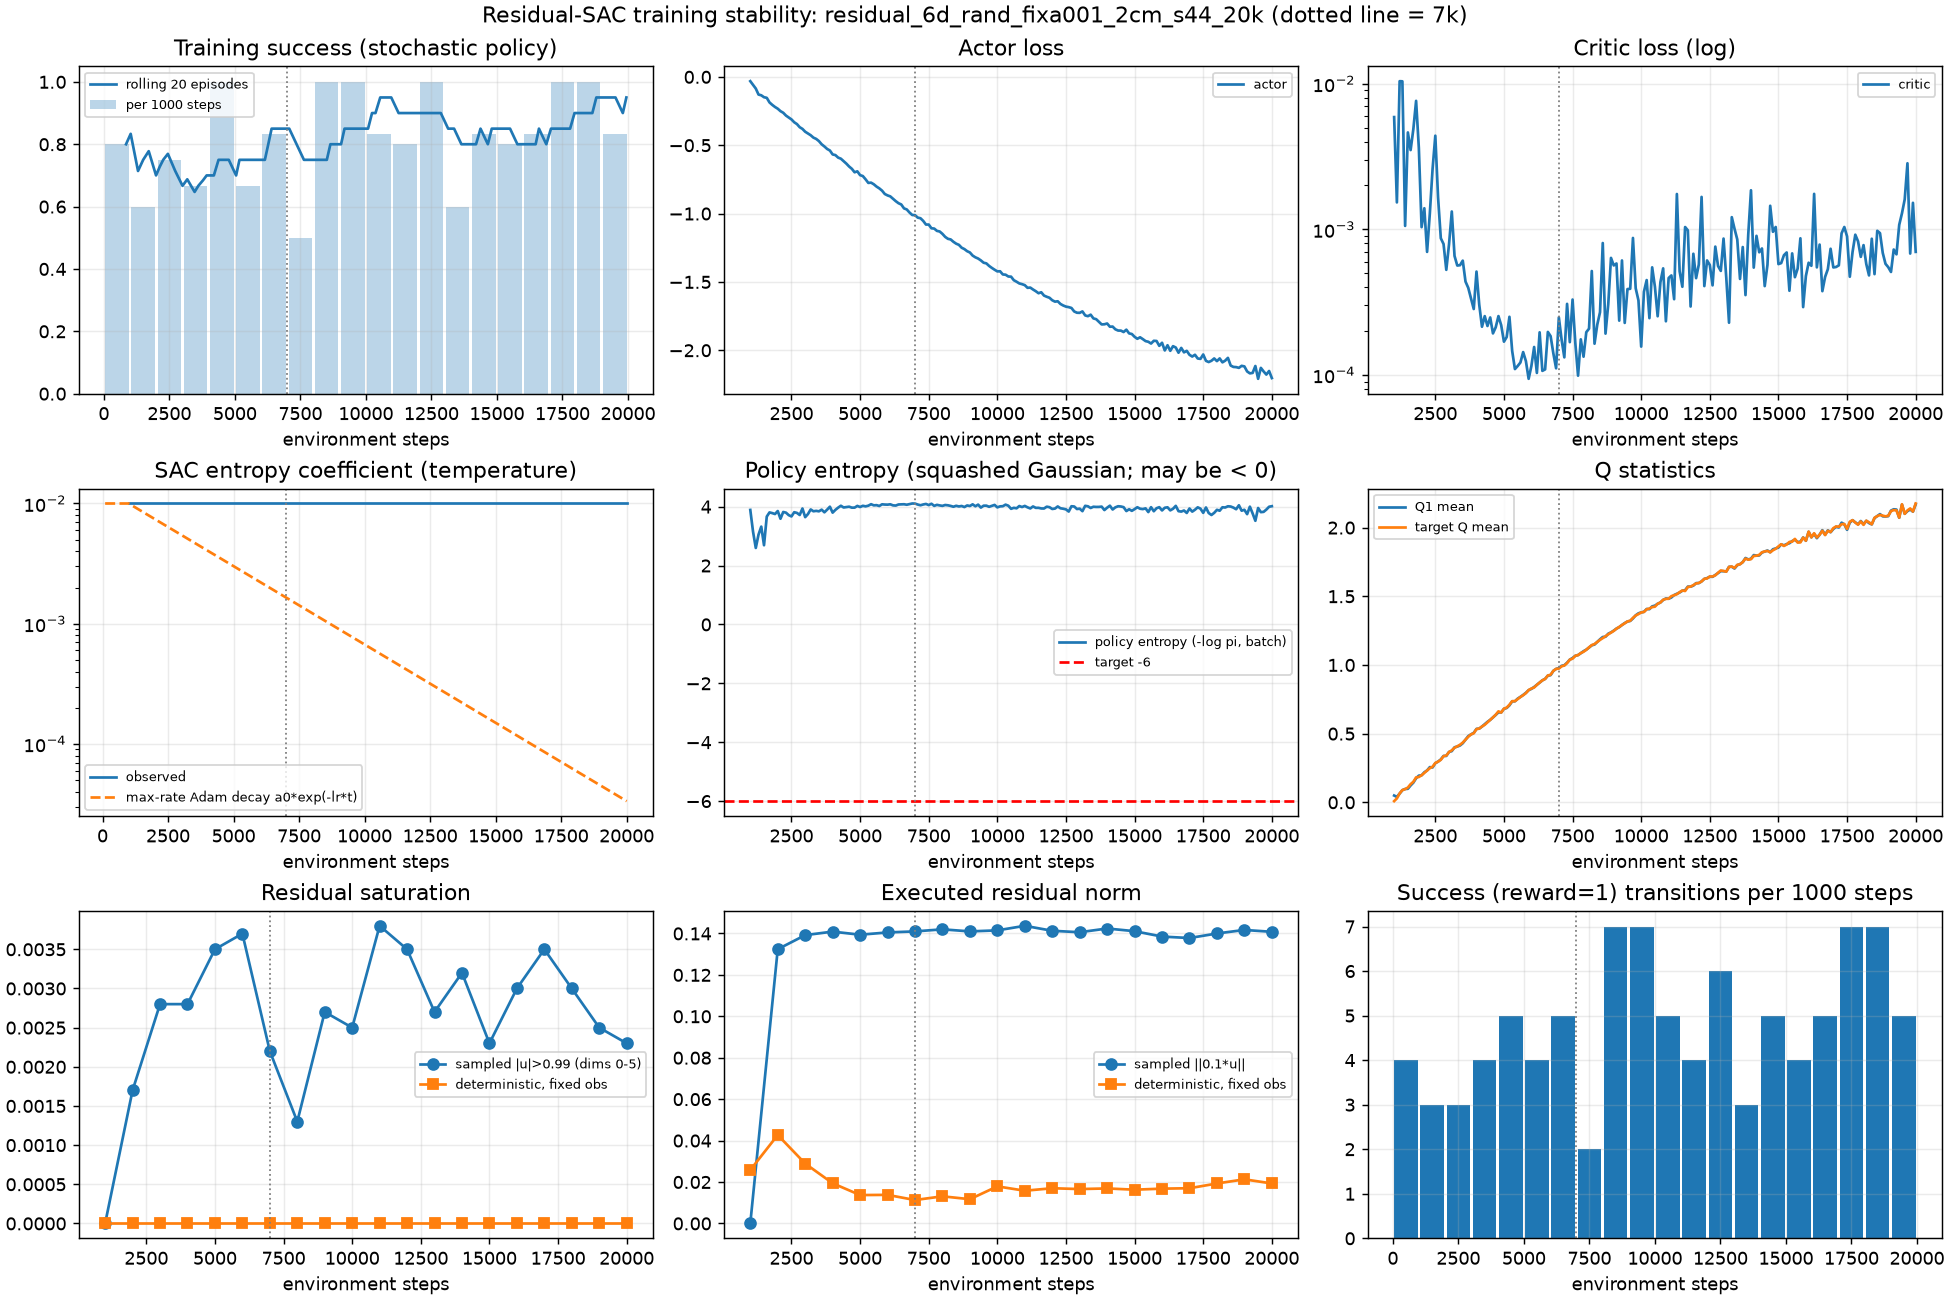 Residual-SAC training stability: residual_6d_rand_fixa001_2cm_s44_20k (dotted line = 7k)
Training success (stochastic policy)
1.0
0.8
0.6
0.4
0.2
0.0
rolling 20 episodes
per 1000 steps
0 2500 5000 7500 10000 12500 15000 17500 20000
environment steps
Actor loss
0.0
−0.5
−1.0
−1.5
−2.0
actor
2500 5000 7500 10000 12500 15000 17500 20000
environment steps
Critic loss (log)
10⁻²
10⁻³
10⁻⁴
critic
2500 5000 7500 10000 12500 15000 17500 20000
environment steps
SAC entropy coefficient (temperature)
10⁻²
10⁻³
10⁻⁴
observed
max-rate Adam decay a0*exp(-lr*t)
0 2500 5000 7500 10000 12500 15000 17500 20000
environment steps
Policy entropy (squashed Gaussian; may be < 0)
4
2
0
−2
−4
−6
policy entropy (-log pi, batch)
target -6
2500 5000 7500 10000 12500 15000 17500 20000
environment steps
Q statistics
2.0
1.5
1.0
0.5
0.0
Q1 mean
target Q mean
2500 5000 7500 10000 12500 15000 17500 20000
environment steps
Residual saturation
0.0035
0.0030
0.0025
0.0020
0.0015
0.0010
0.0005
0.0000
sampled |u|>0.99 (dims 0-5)
deterministic, fixed obs
2500 5000 7500 10000 12500 15000 17500 20000
environment steps
Executed residual norm
0.14
0.12
0.10
0.08
0.06
0.04
0.02
0.00
sampled ||0.1*u||
deterministic, fixed obs
2500 5000 7500 10000 12500 15000 17500 20000
environment steps
Success (reward=1) transitions per 1000 steps
7
6
5
4
3
2
1
0
0 2500 5000 7500 10000 12500 15000 17500 20000
environment steps